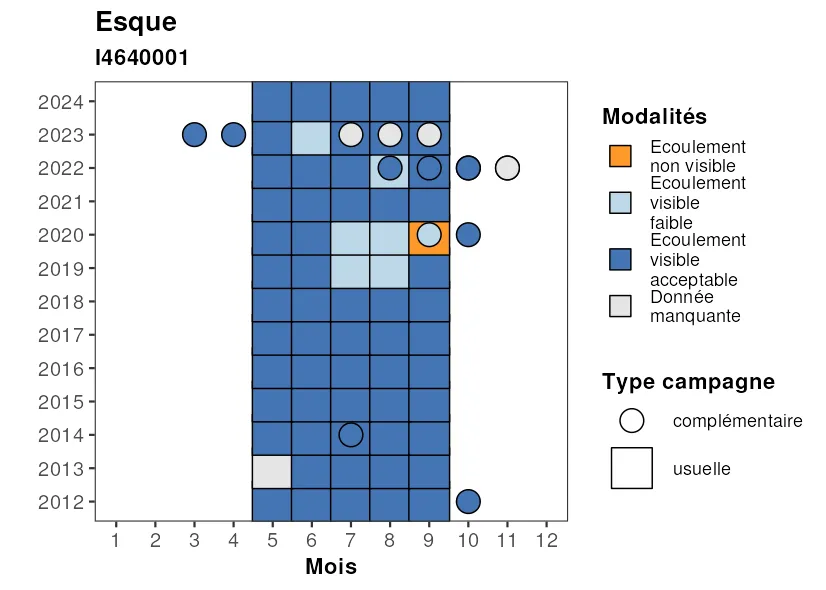 Esque
I4640001
2024
2023
2022
2021
2020
2019
2018
2017
2016
2015
2014
2013
2012
1 2 3 4 5 6 7 8 9 10 11 12
Mois
Modalités
Ecoulement
non visible
Ecoulement
visible
faible
Ecoulement
visible
acceptable
Donnée
manquante
Type campagne
complémentaire
usuelle